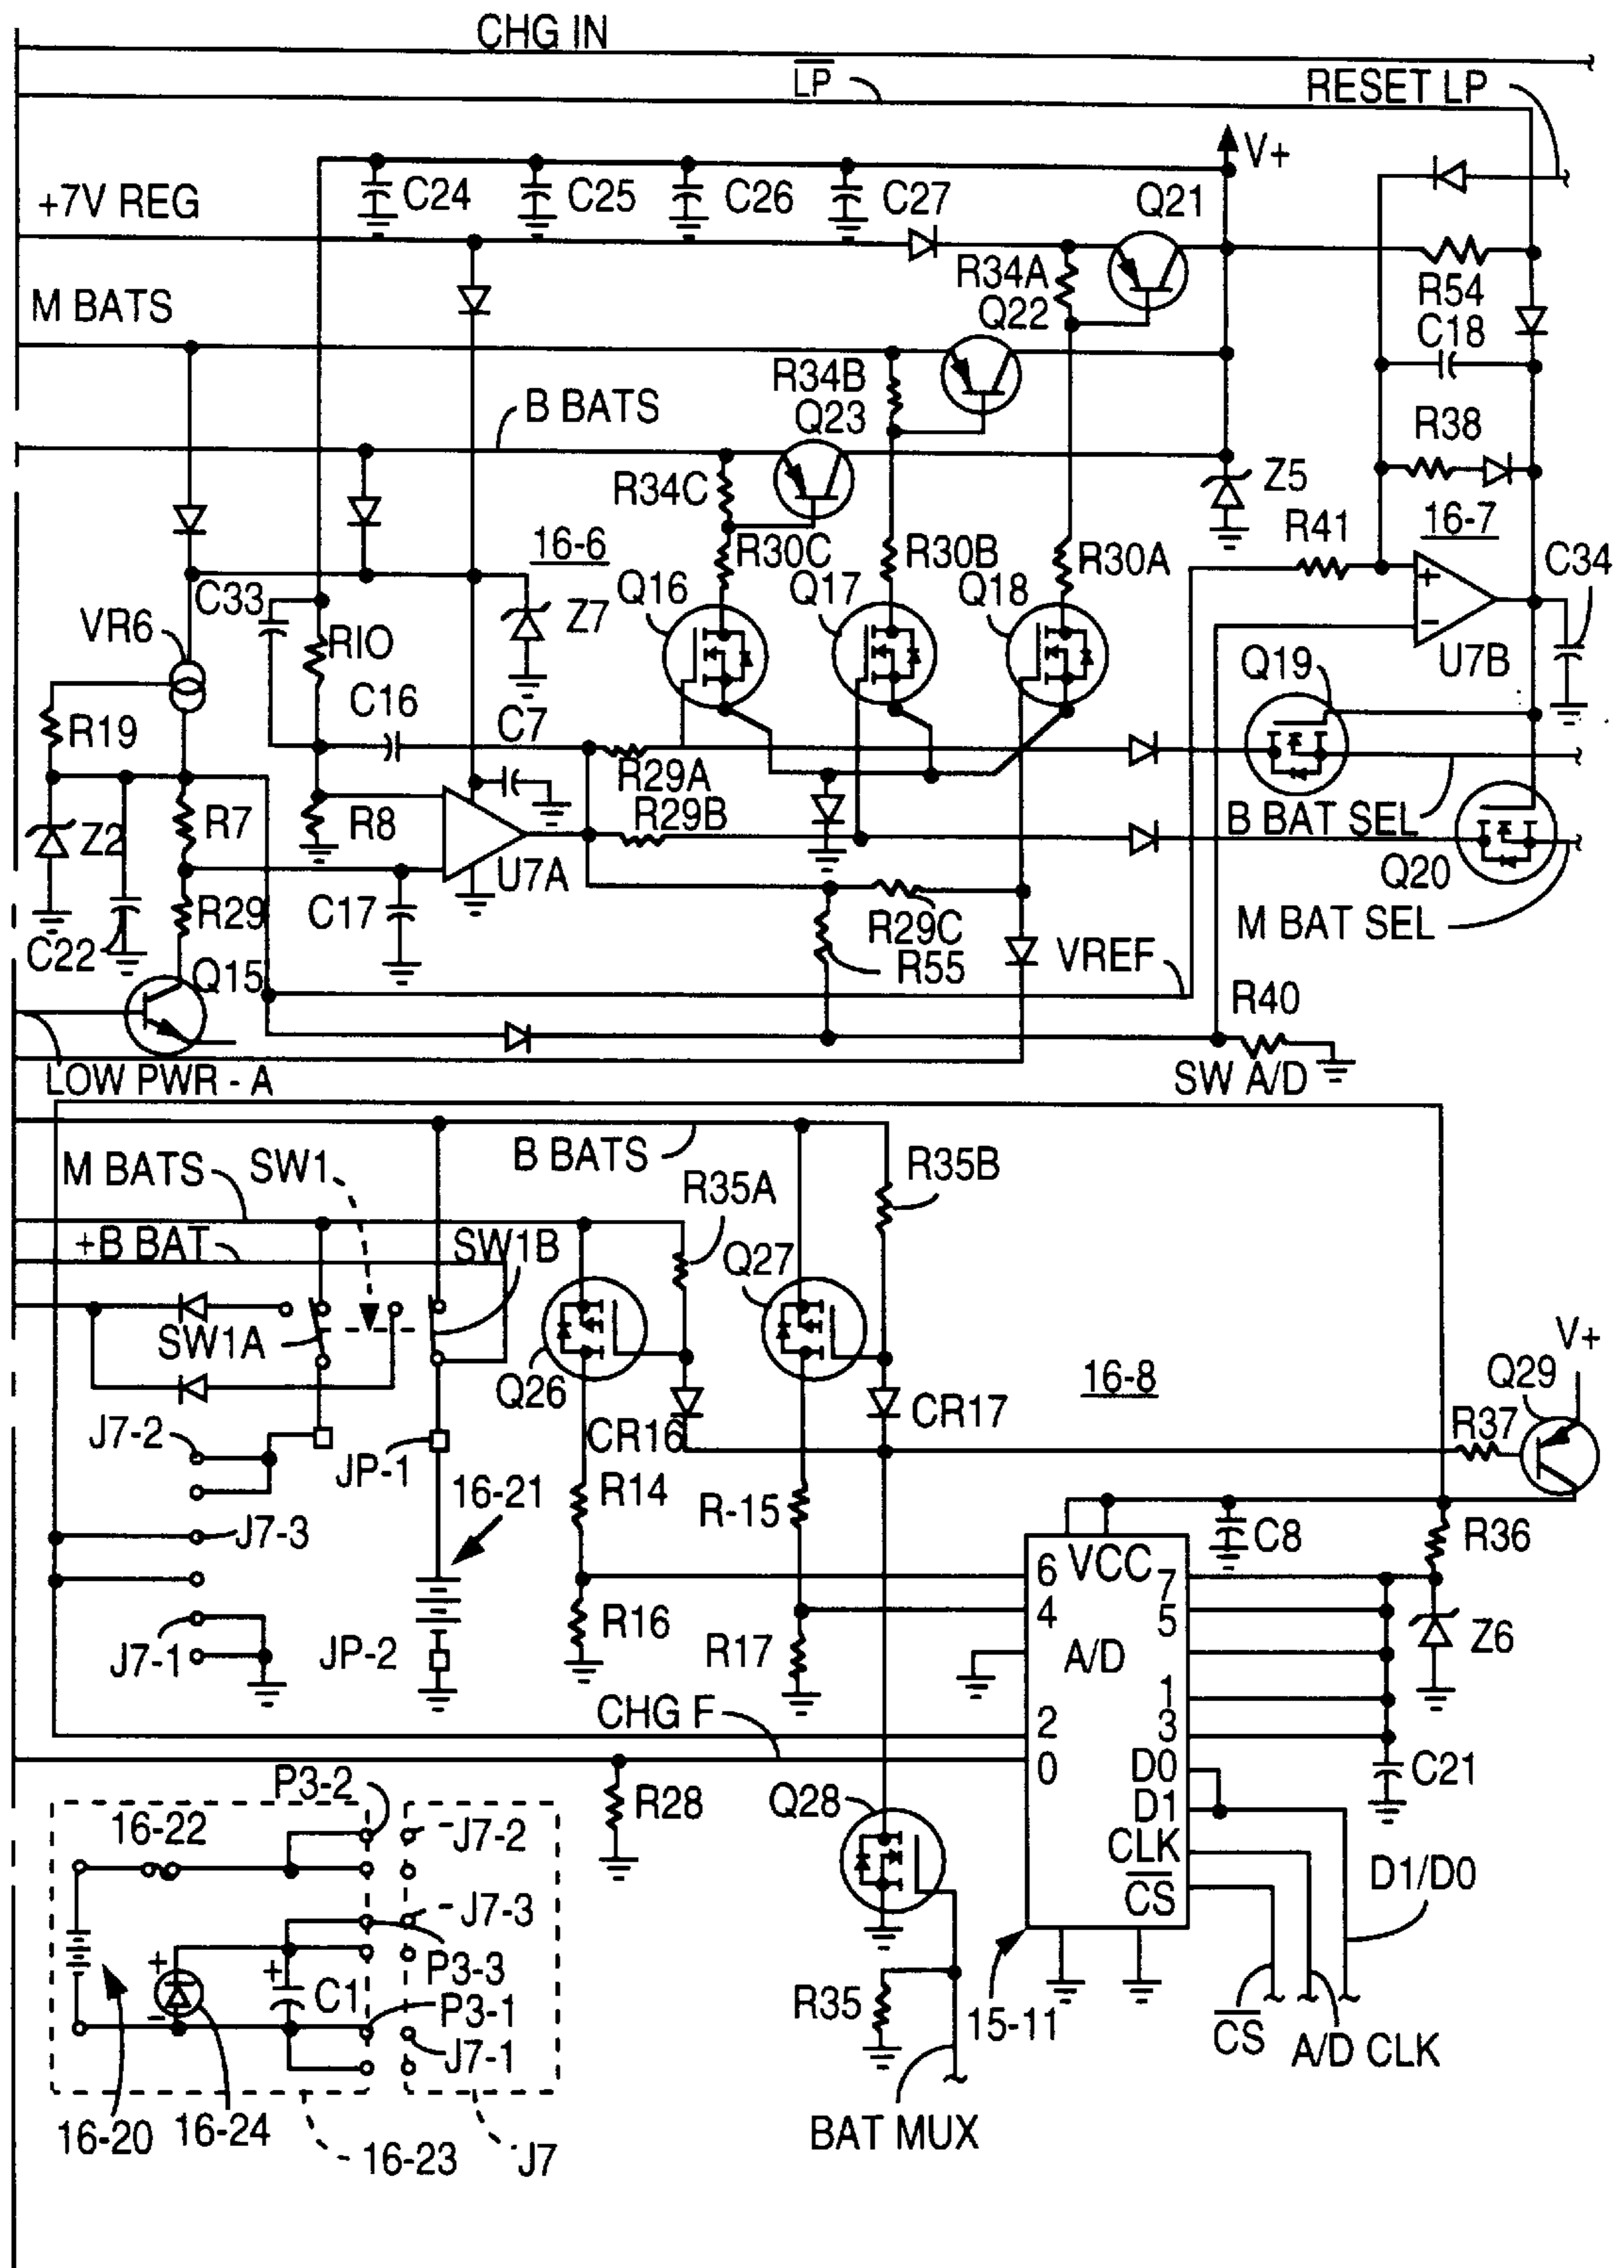 CHG IN
LP
RESET LP
V+
+7V REG
C24
C25
C26
C27
Q21
M BATS
R34A
Q22
R54
C18
R34B
Q23
B BATS
R38
R34C
Z5
16-6
R30C
R30B
R30A
R41
16-7
C34
C33
VR6
Z7
Q16
Q17
Q18
+
-
U7B
RIO
Q19
C16
C7
R19
R29A
R29B
B BAT SEL
Z2
R7
R8
U7A
Q20
R29
C17
R29C
M BAT SEL
C22
R55
VREF
Q15
R40
LOW PWR - A
SW A/D
M BATS
SW1
B BATS
R35A
R35B
+B BAT
SW1B
Q27
SW1A
V+
Q26
16-8
Q29
J7-2
CR16
CR17
R37
JP-1
16-21
R14
R-15
J7-3
C8
R36
6 VCC 7
4 5
R16
J7-1
JP-2
R17
A/D
Z6
1
CHG F
2 3
0 D0
C21
P3-2
R28
Q28
D1
16-22
J7-2
CLK
D1/D0
CS
J7-3
+
+
C1
P3-3
-
P3-1
R35
15-11
J7-1
CS
A/D CLK
16-20
16-24
16-23
J7
BAT MUX